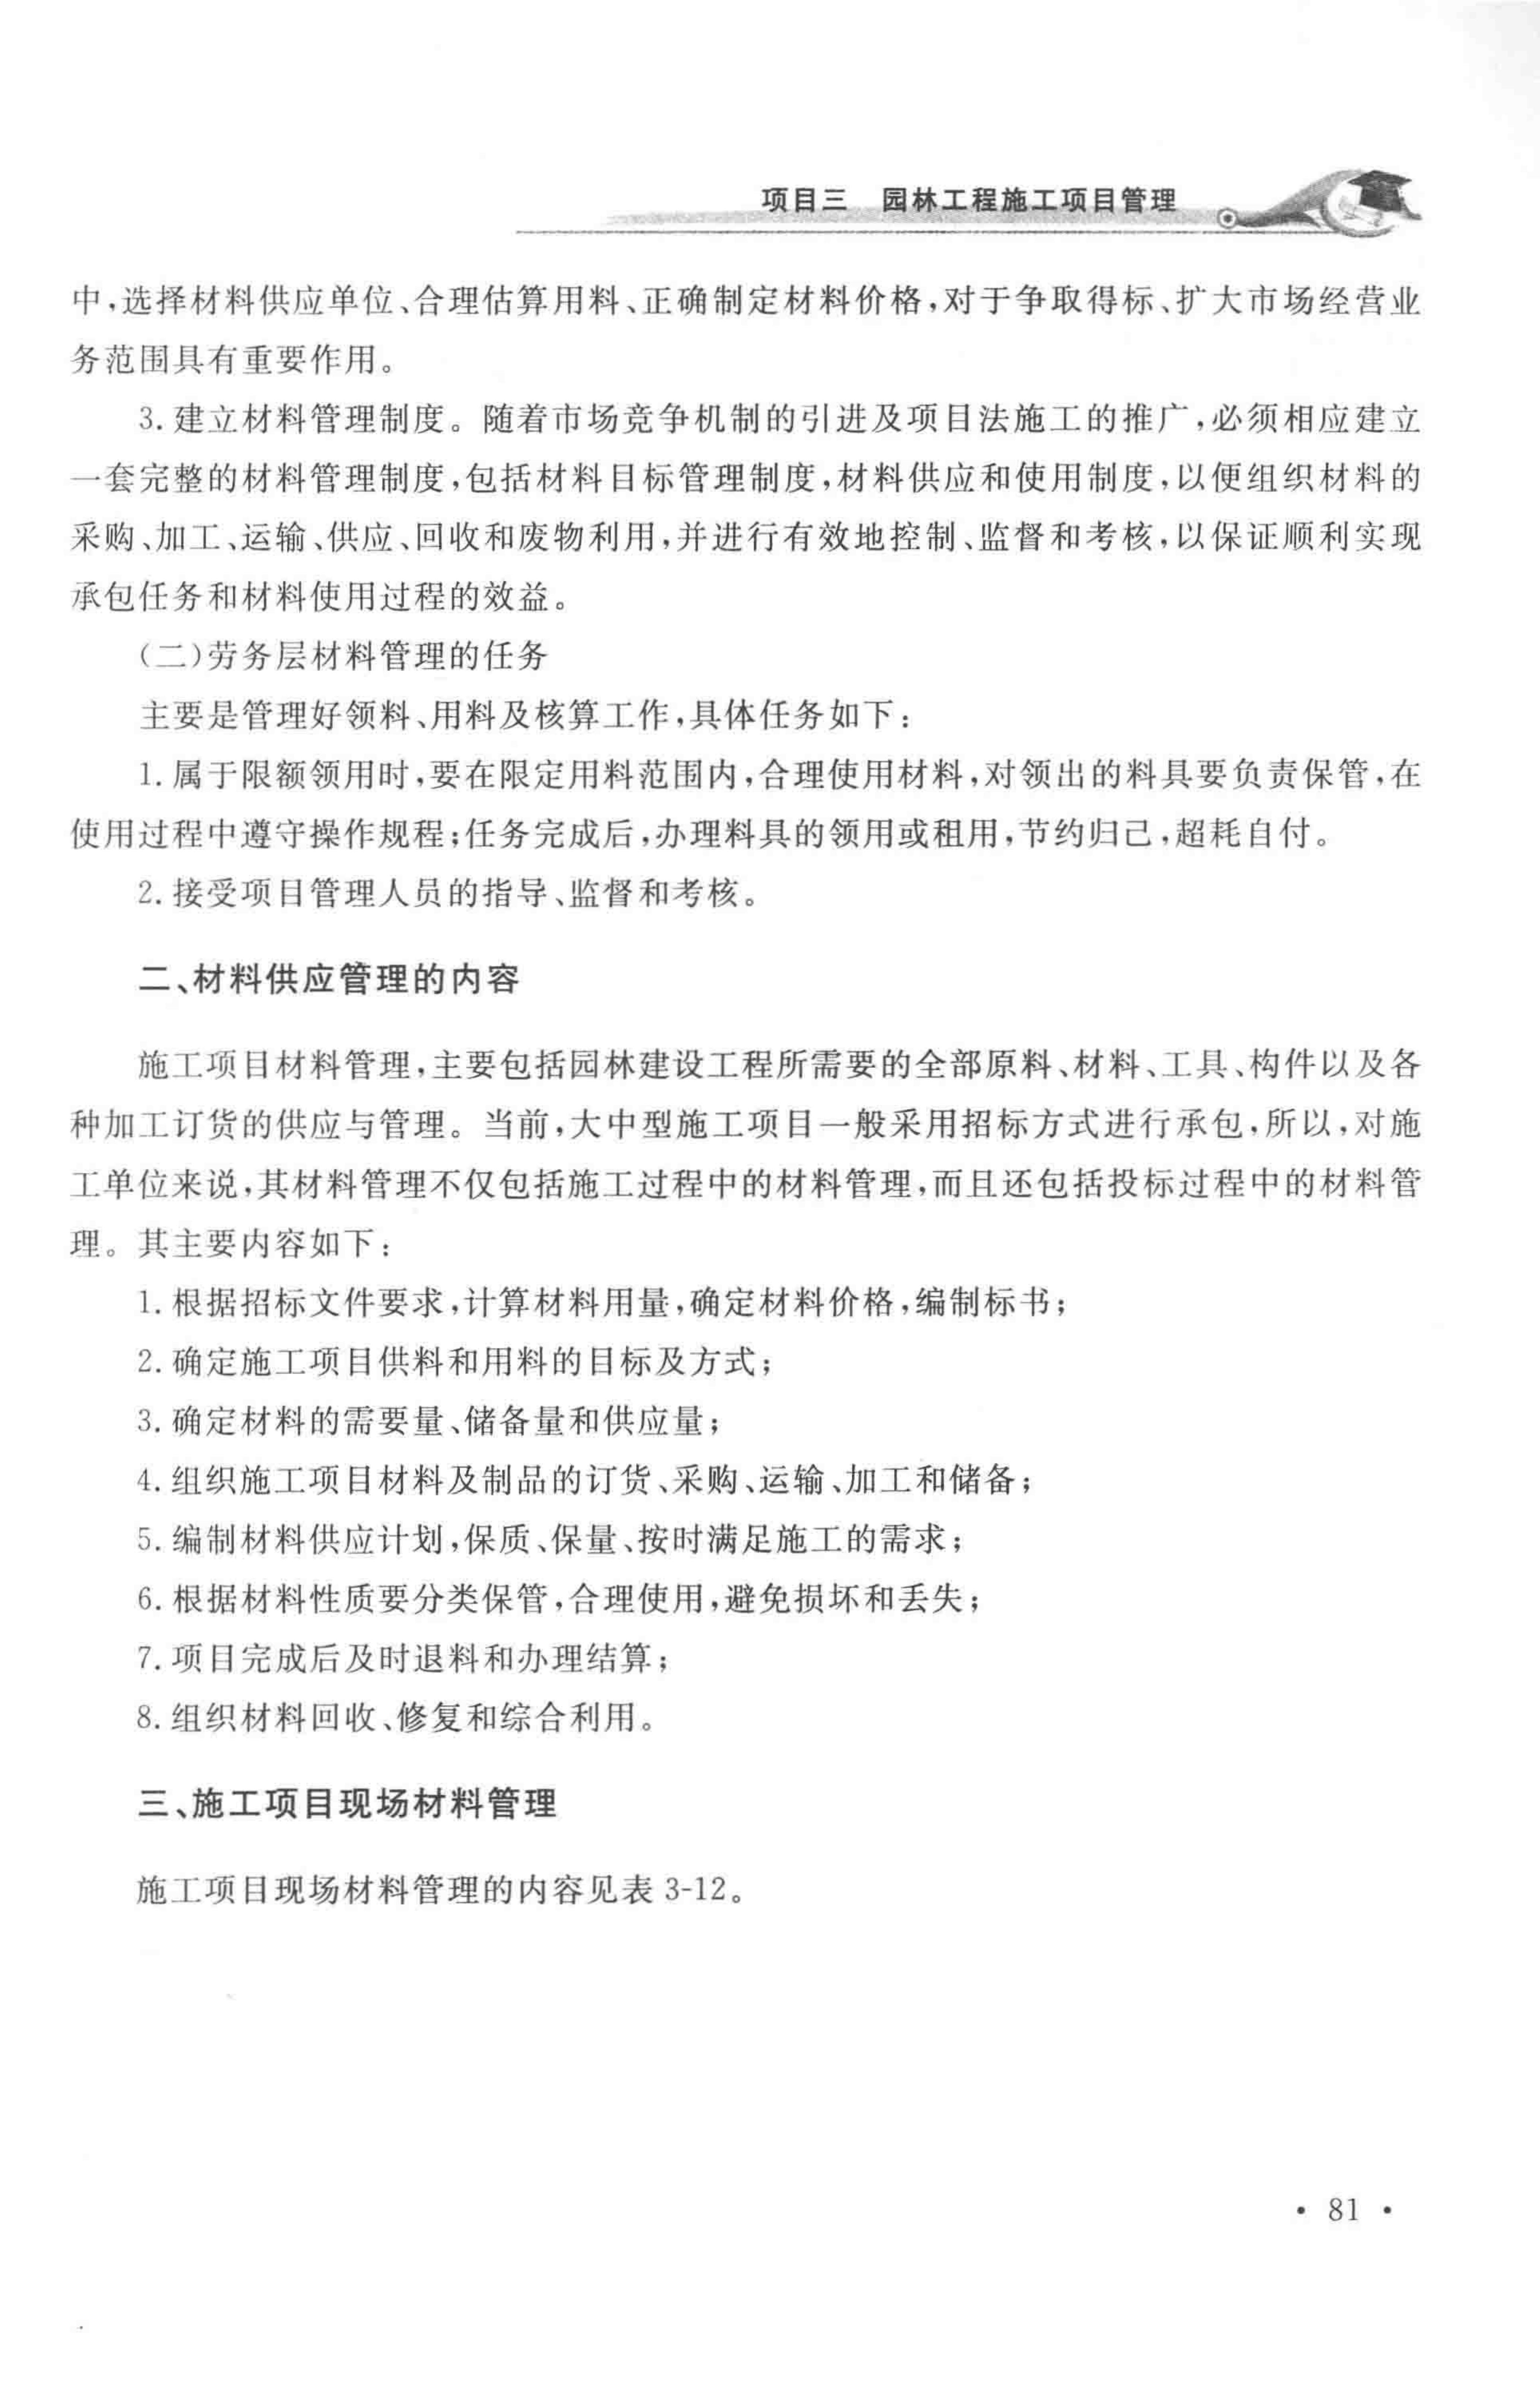 项目三 园林工程施工项目管理
中,选择材料供应单位、合理估算用料、正确制定材料价格,对于争取得标、扩大市场经营业
务范围具有重要作用。
3.建立材料管理制度。随着市场竞争机制的引进及项目法施工的推广,必须相应建立
一套完整的材料管理制度,包括材料目标管理制度,材料供应和使用制度,以便组织材料的
采购、加工、运输、供应、回收和废物利用,并进行有效地控制、监督和考核,以保证顺利实现
承包任务和材料使用过程的效益。
(二)劳务层材料管理的任务
主要是管理好领料、用料及核算工作,具体任务如下:
1.属于限额领用时,要在限定用料范围内,合理使用材料,对领出的料具要负责保管,在
使用过程中遵守操作规程;任务完成后,办理料具的领用或租用,节约归己,超耗自付。
2.接受项目管理人员的指导、监督和考核。
二、材料供应管理的内容
施工项目材料管理,主要包括园林建设工程所需要的全部原料、材料、工具、构件以及各
种加工订货的供应与管理。当前,大中型施工项目一般采用招标方式进行承包,所以,对施
工单位来说,其材料管理不仅包括施工过程中的材料管理,而且还包括投标过程中的材料管
理。其主要内容如下:
1.根据招标文件要求,计算材料用量,确定材料价格,编制标书;
2.确定施工项目供料和用料的目标及方式;
3.确定材料的需要量、储备量和供应量;
4.组织施工项目材料及制品的订货、采购、运输、加工和储备;
5.编制材料供应计划,保质、保量、按时满足施工的需求;
6.根据材料性质要分类保管,合理使用,避免损坏和丢失;
7.项目完成后及时退料和办理结算;
8.组织材料回收、修复和综合利用。
三、施工项目现场材料管理
施工项目现场材料管理的内容见表 3-12。
• 81 •